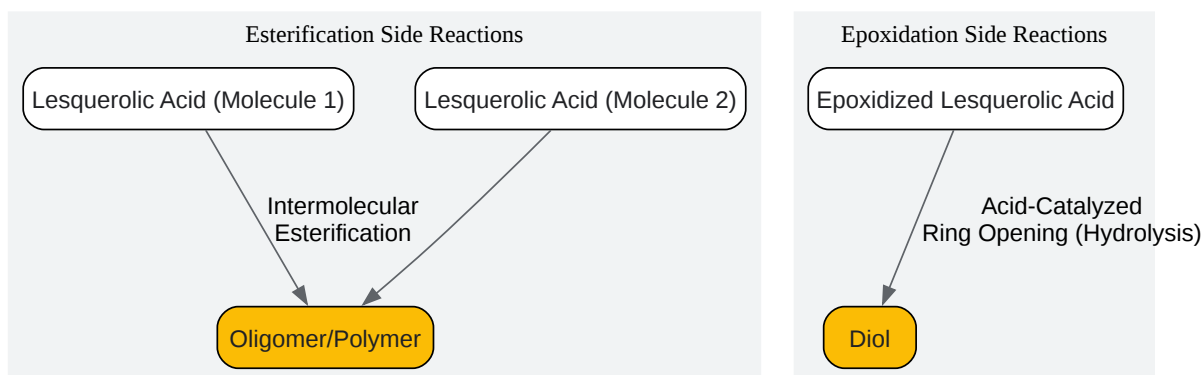 Esterification Side Reactions
Lesquerolic Acid (Molecule 1)
Lesquerolic Acid (Molecule 2)
Intermolecular
Esterification
Oligomer/Polymer
Epoxidation Side Reactions
Epoxidized Lesquerolic Acid
Acid-Catalyzed
Ring Opening (Hydrolysis)
Diol